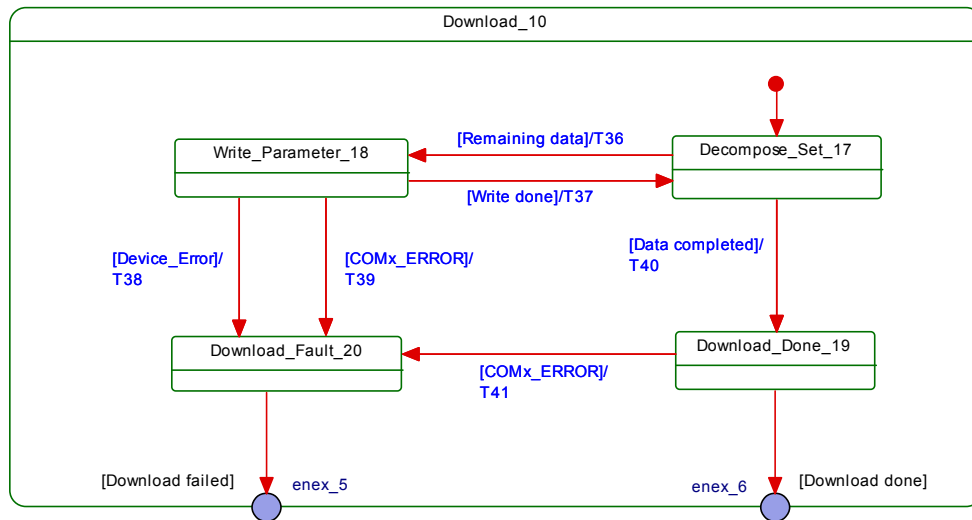 Download_10
[Remaining data]/T36
Write_Parameter_18
Decompose_Set_17
[Write done]/T37
[Device_Error]/
T38
[COMx_ERROR]/
T39
[Data completed]/
T40
Download_Fault_20
Download_Done_19
[COMx_ERROR]/
T41
[Download failed]
enex_5
enex_6
[Download done]